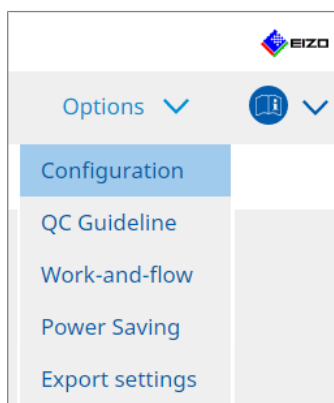 EIZO
Options
Configuration
QC Guideline
Work-and-flow
Power Saving
Export settings